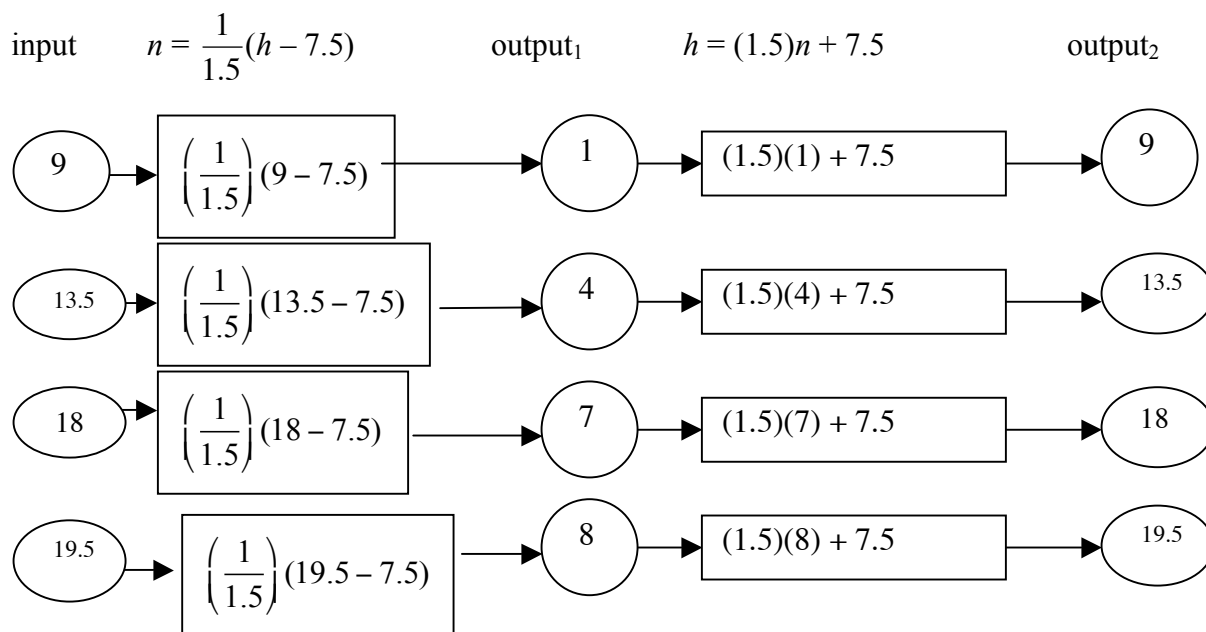 input n = 1/1.5 (h – 7.5) output₁ h = (1.5)n + 7.5 output₂
9 (1/1.5) (9 – 7.5) 1 (1.5)(1) + 7.5 9
13.5 (1/1.5) (13.5 – 7.5) 4 (1.5)(4) + 7.5 13.5
18 (1/1.5) (18 – 7.5) 7 (1.5)(7) + 7.5 18
19.5 (1/1.5) (19.5 – 7.5) 8 (1.5)(8) + 7.5 19.5